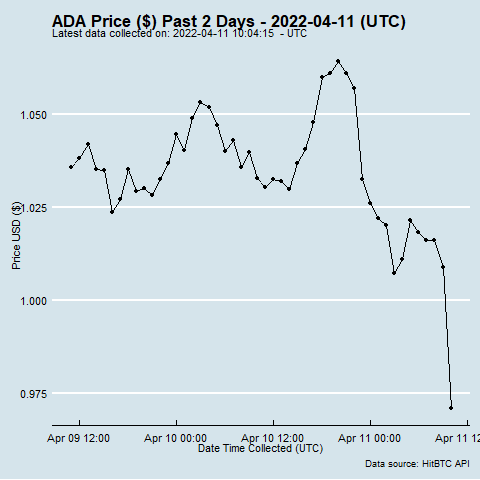 ADA Price ($) Past 2 Days - 2022-04-11 (UTC)
Latest data collected on: 2022-04-11 10:04:15 - UTC
1.050
1.025
1.000
0.975
Price USD ($)
Apr 09 12:00 Apr 10 00:00 Apr 10 12:00 Apr 11 00:00 Apr 11 12
Date Time Collected (UTC)
Data source: HitBTC API